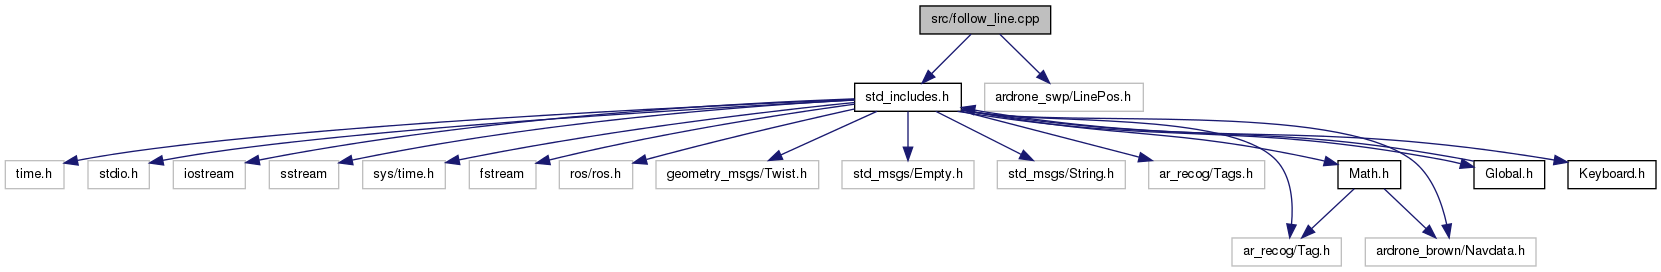 src/follow_line.cpp
std_includes.h
ardrone_swp/LinePos.h
time.h
stdio.h
iostream
sstream
sys/time.h
fstream
ros/ros.h
geometry_msgs/Twist.h
std_msgs/Empty.h
std_msgs/String.h
ar_recog/Tags.h
Math.h
Global.h
Keyboard.h
ar_recog/Tag.h
ardrone_brown/Navdata.h